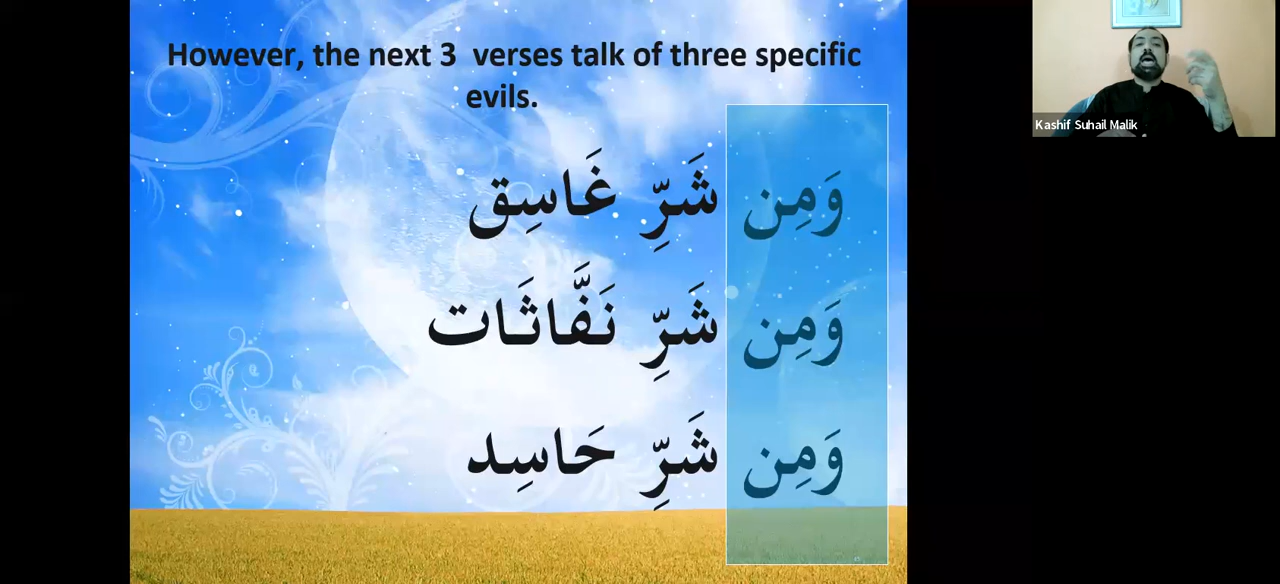 However, the next 3 verses talk of three specific
evils.
وَمِن شَرِّ غَاسِق
وَمِن شَرِّ نَفَّاثَات
وَمِن شَرِّ حَاسِد
Kashif Suhail Malik